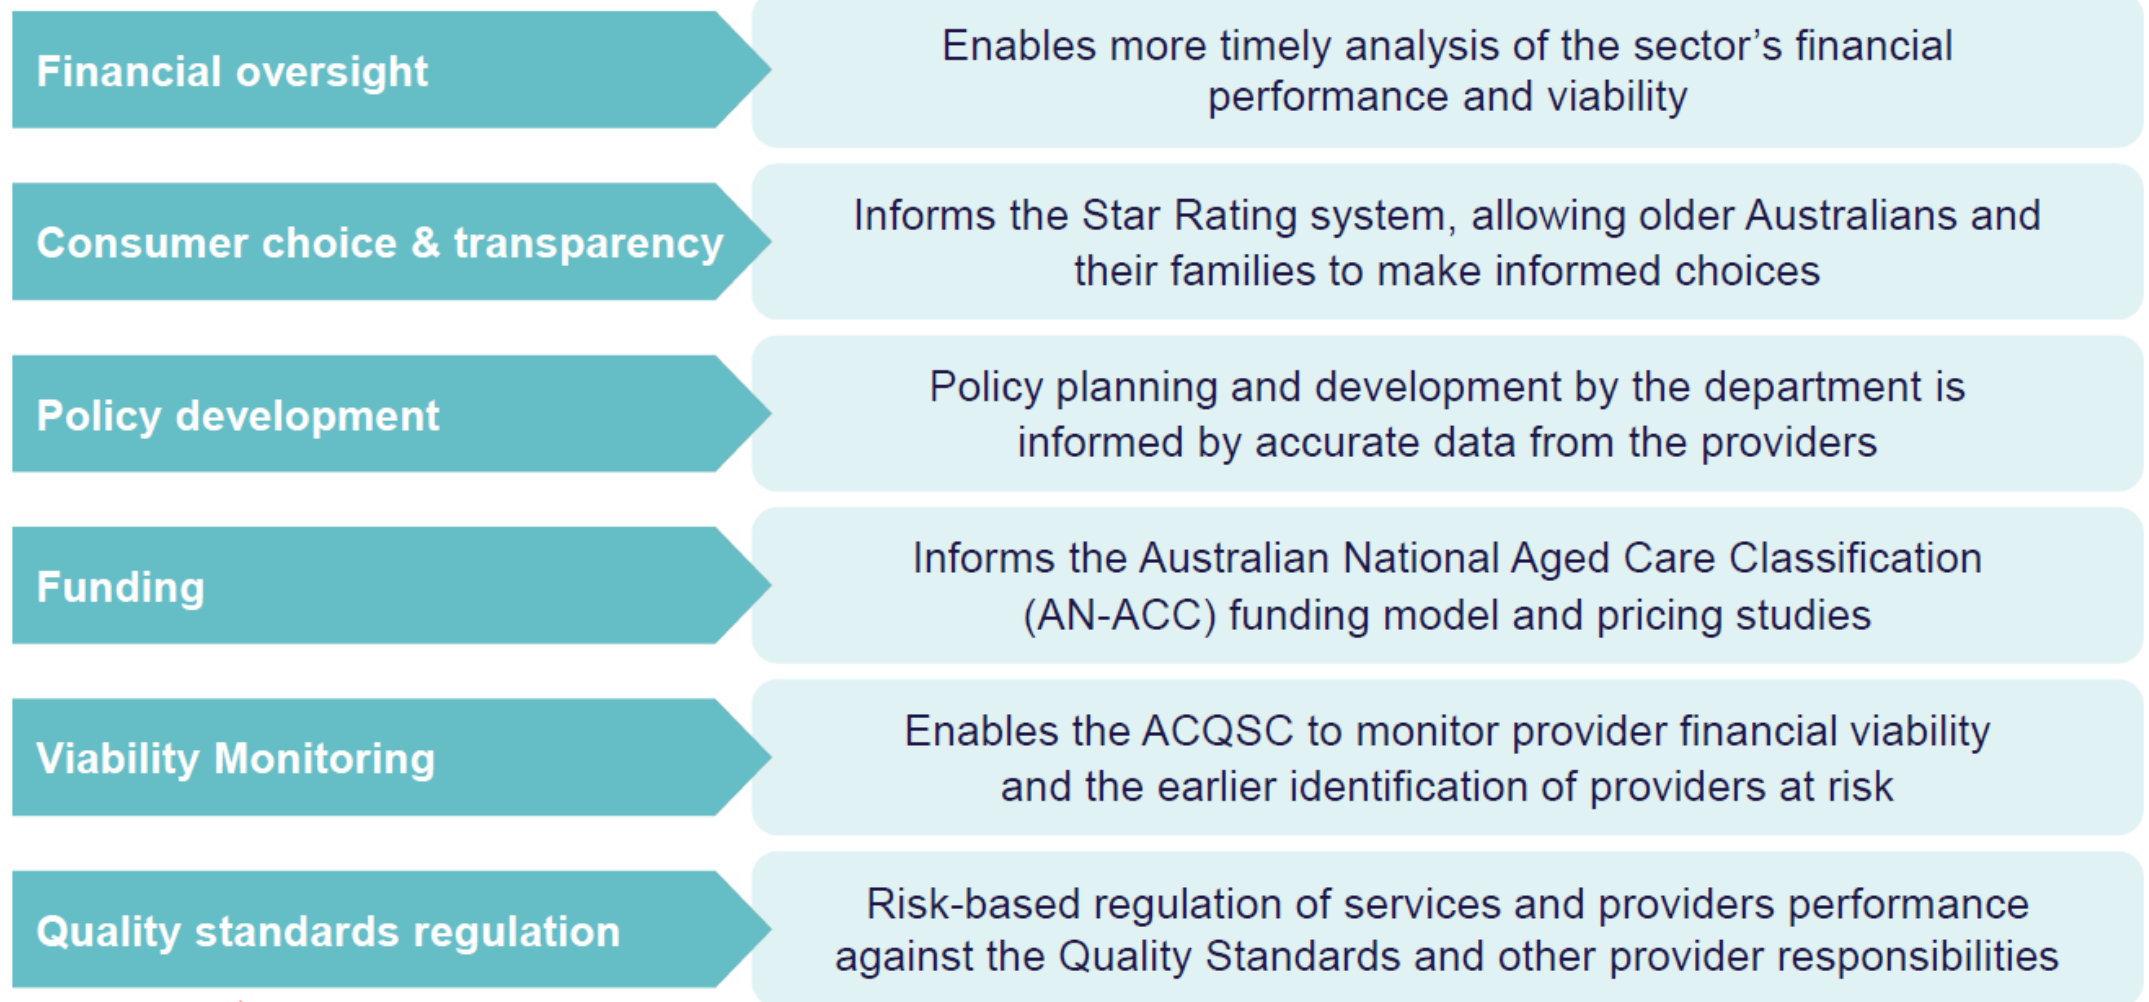 Financial oversight
Enables more timely analysis of the sector’s financial
performance and viability
Consumer choice & transparency
Informs the Star Rating system, allowing older Australians and
their families to make informed choices
Policy development
Policy planning and development by the department is
informed by accurate data from the providers
Funding
Informs the Australian National Aged Care Classification
(AN-ACC) funding model and pricing studies
Viability Monitoring
Enables the ACQSC to monitor provider financial viability
and the earlier identification of providers at risk
Quality standards regulation
Risk-based regulation of services and providers performance
against the Quality Standards and other provider responsibilities